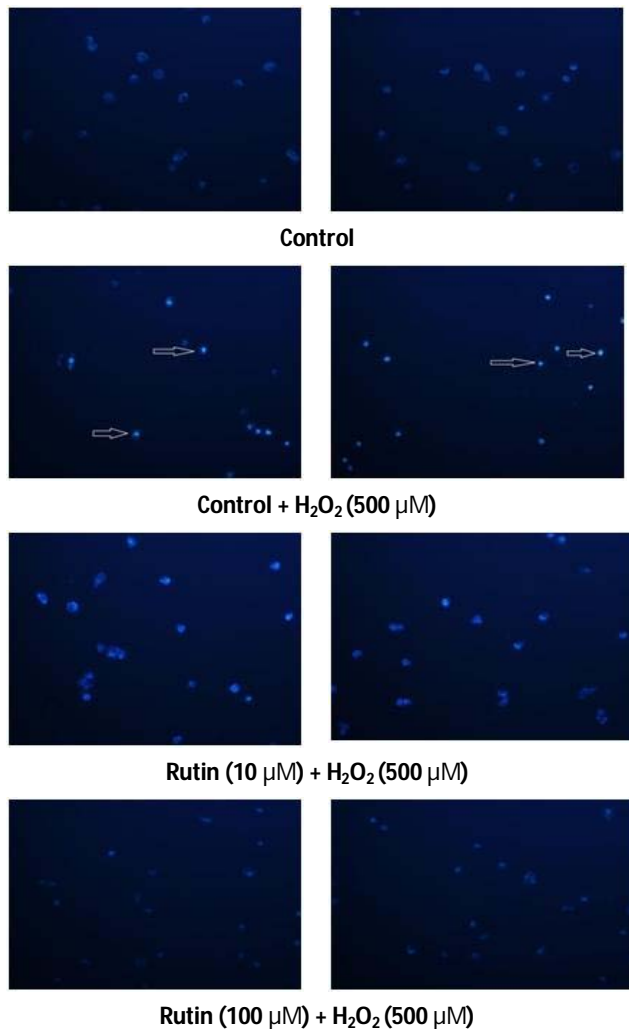 Control
Control + H₂O₂ (500 μM)
Rutin (10 μM) + H₂O₂ (500 μM)
Rutin (100 μM) + H₂O₂ (500 μM)